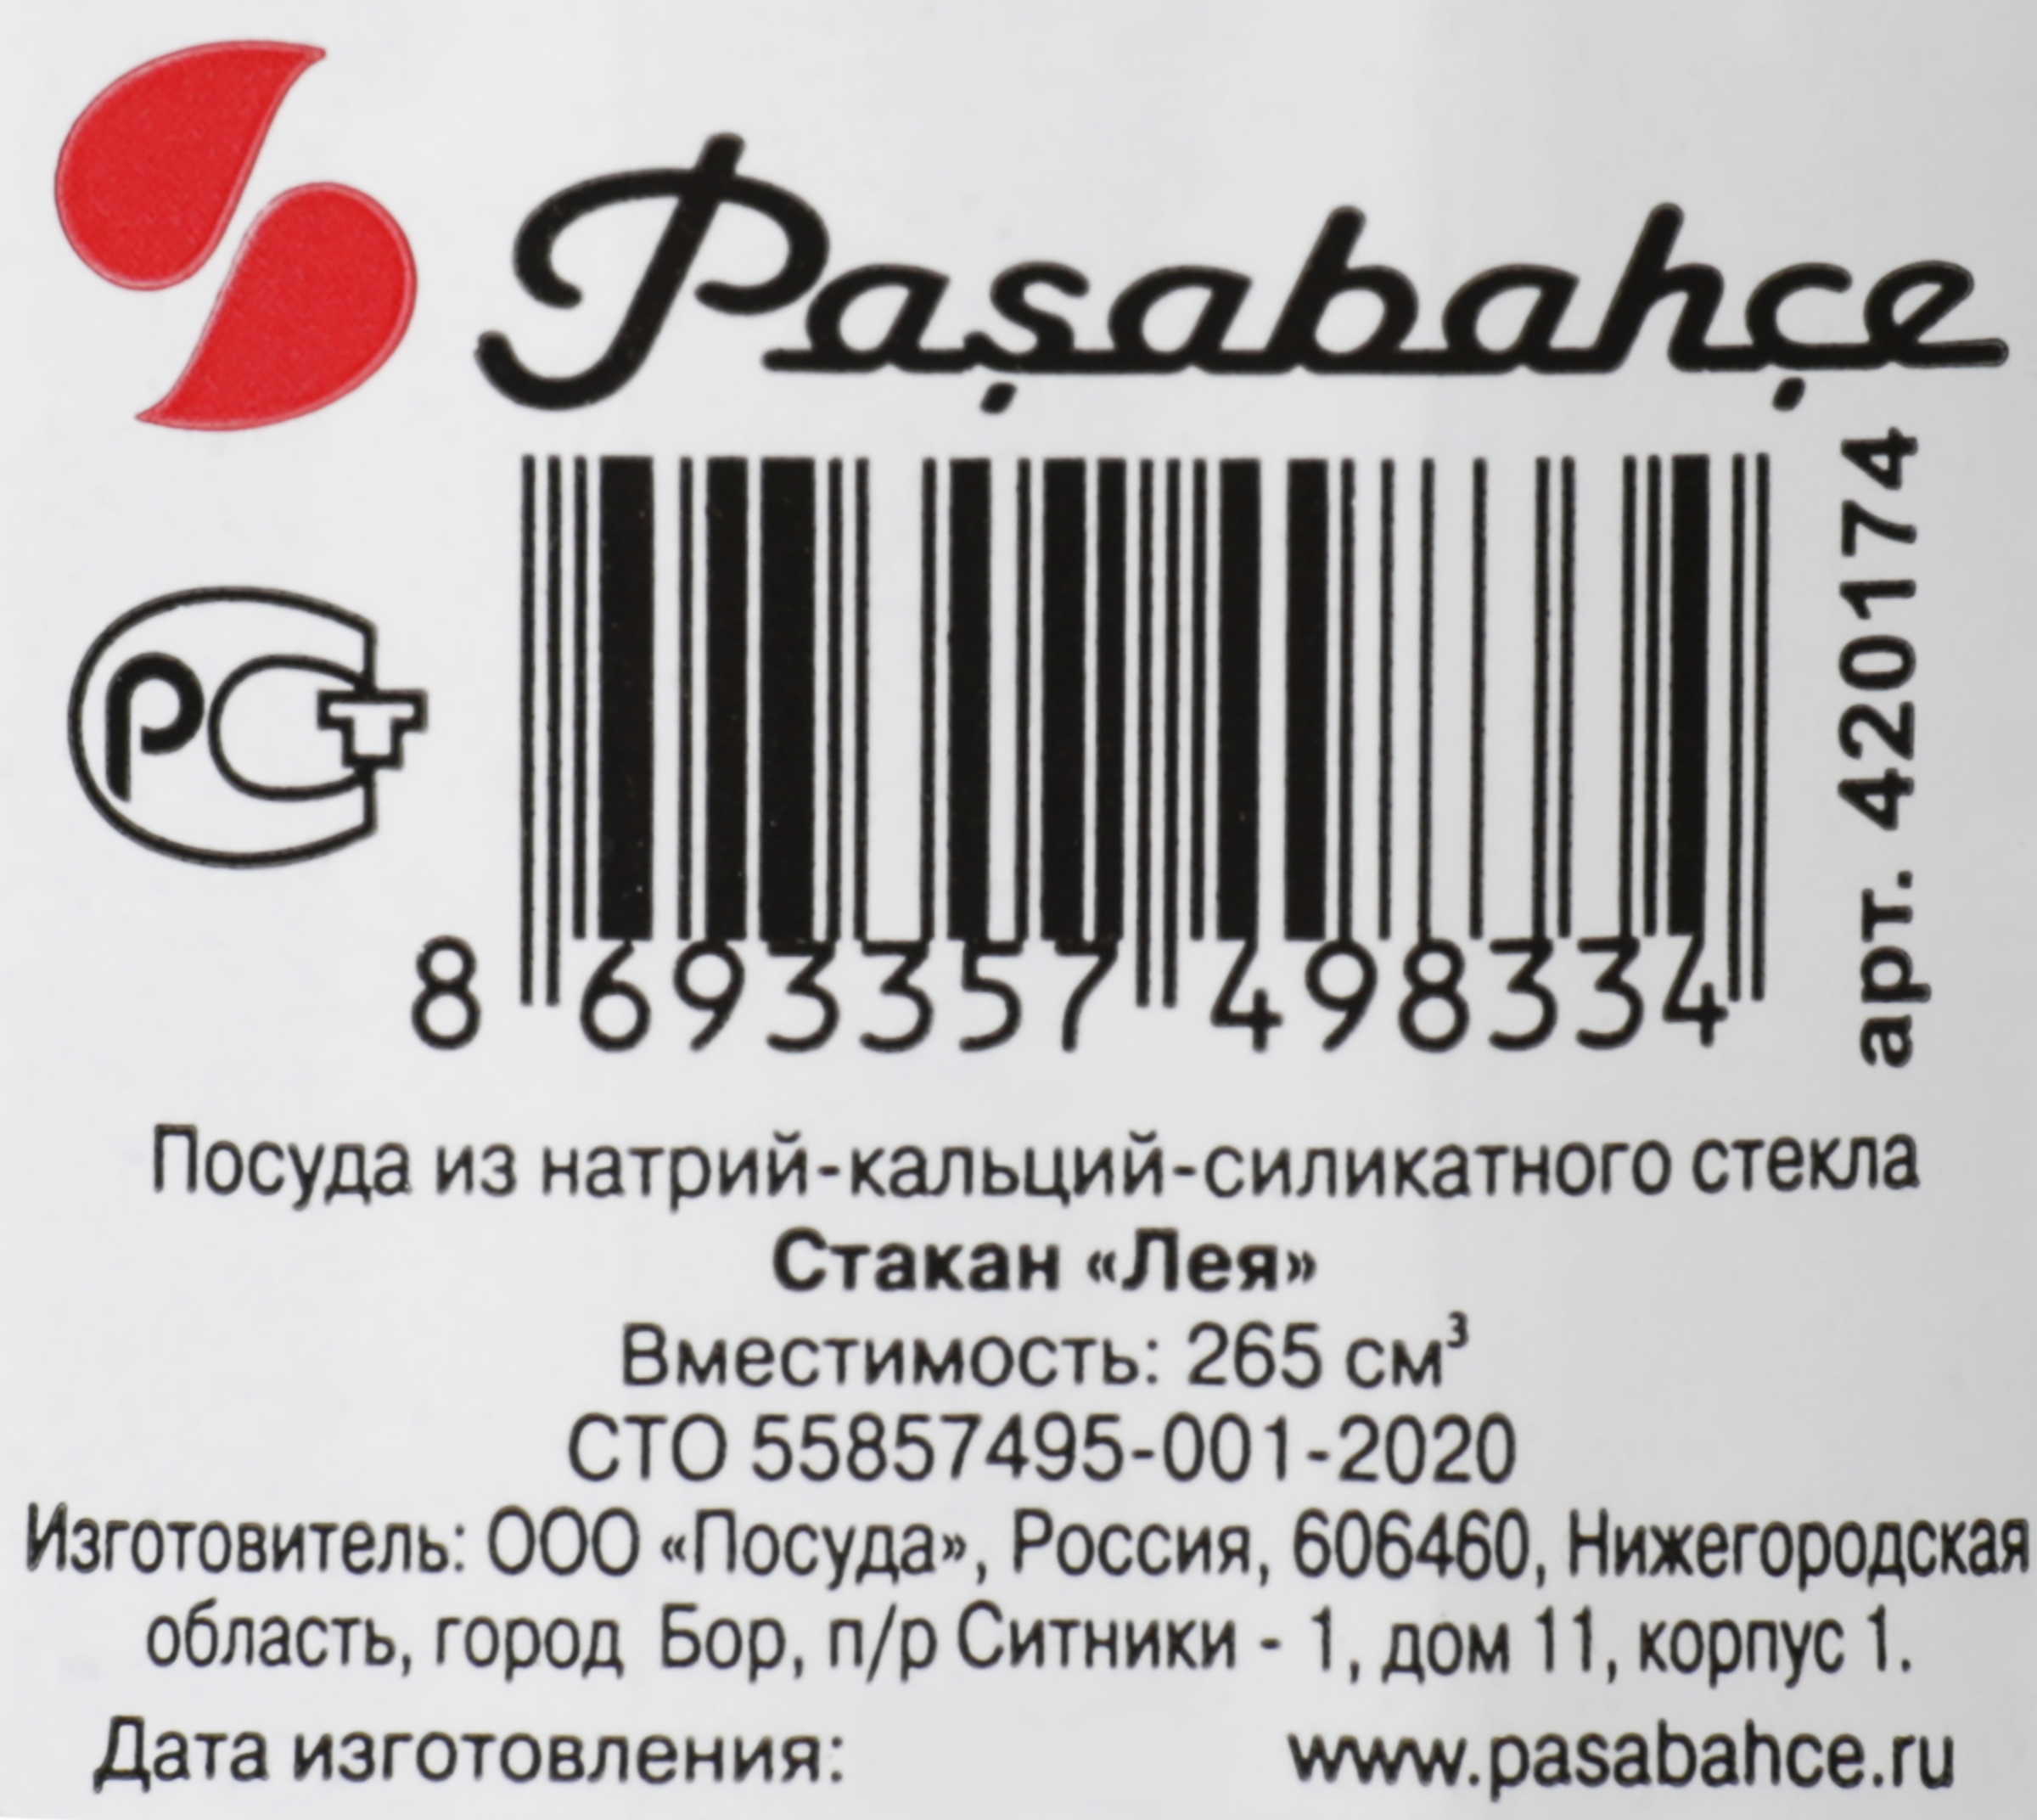 Paşabahçe
арт. 420174
РСТ
8 693357 498334
Посуда из натрий-кальций-силикатного стекла
Стакан «Лея»
Вместимость: 265 см³
СТО 55857495-001-2020
Изготовитель: ООО «Посуда», Россия, 606460, Нижегородская
область, город Бор, п/р Ситники - 1, дом 11, корпус 1.
Дата изготовления:
www.pasabahce.ru